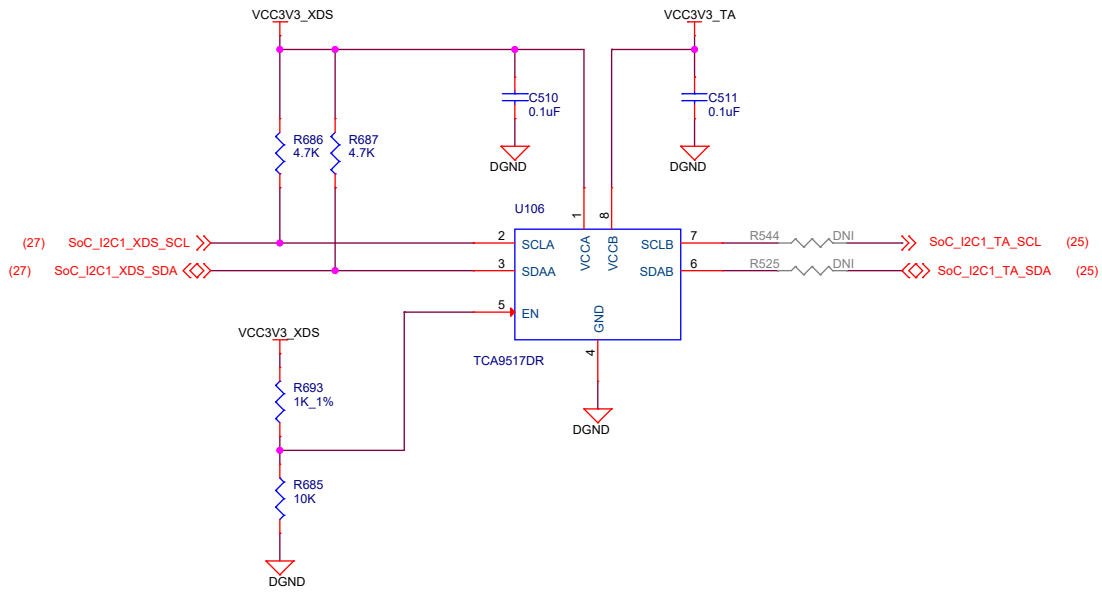 VCC3V3_XDS
VCC3V3_TA
C510
0.1uF
C511
0.1uF
R686
4.7K
R687
4.7K
DGND
DGND
U106
1
8
(27) SoC_I2C1_XDS_SCL
2
SCLA
VCCA
VCCB
SCLB
7
R544
DNI
SoC_I2C1_TA_SCL (25)
(27) SoC_I2C1_XDS_SDA
3
SDAA
SDAB
6
R525
DNI
SoC_I2C1_TA_SDA (25)
5
EN
GND
VCC3V3_XDS
4
TCA9517DR
R693
1K_1%
DGND
R685
10K
DGND